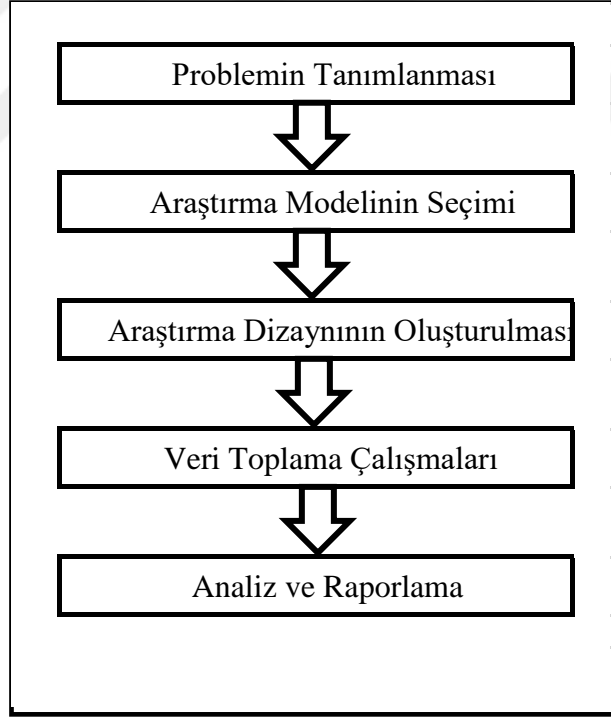 Problemin Tanımlanması
Araştırma Modelinin Seçimi
Araştırma Dizaynının Oluşturulması
Veri Toplama Çalışmaları
Analiz ve Raporlama